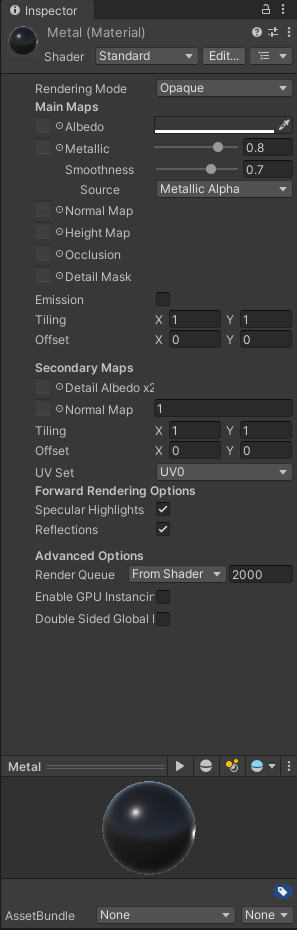 Inspector
Metal (Material)
Shader Standard Edit...
Rendering Mode Opaque
Main Maps
Albedo
Metallic 0.8
Smoothness 0.7
Source Metallic Alpha
Normal Map
Height Map
Occlusion
Detail Mask
Emission
Tiling X 1 Y 1
Offset X 0 Y 0
Secondary Maps
Detail Albedo x2
Normal Map 1
Tiling X 1 Y 1
Offset X 0 Y 0
UV Set UV0
Forward Rendering Options
Specular Highlights
Reflections
Advanced Options
Render Queue From Shader 2000
Enable GPU Instancin
Double Sided Global I
Metal
AssetBundle None None